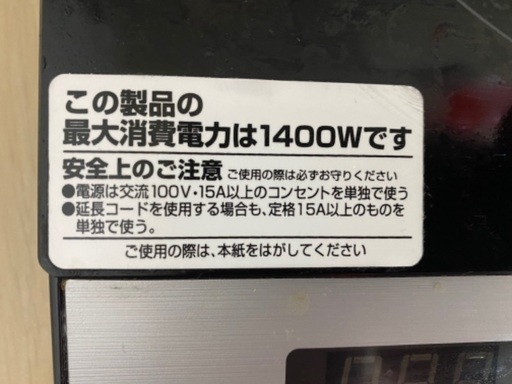 この製品の
最大消費電力は1400Wです
安全上のご注意 ご使用の際は必ずお守りください
●電源は交流100V・15A以上のコンセントを単独で使う
●延長コードを使用する場合も、定格15A以上のものを
単独で使う。
ご使用の際は、本紙をはがしてください